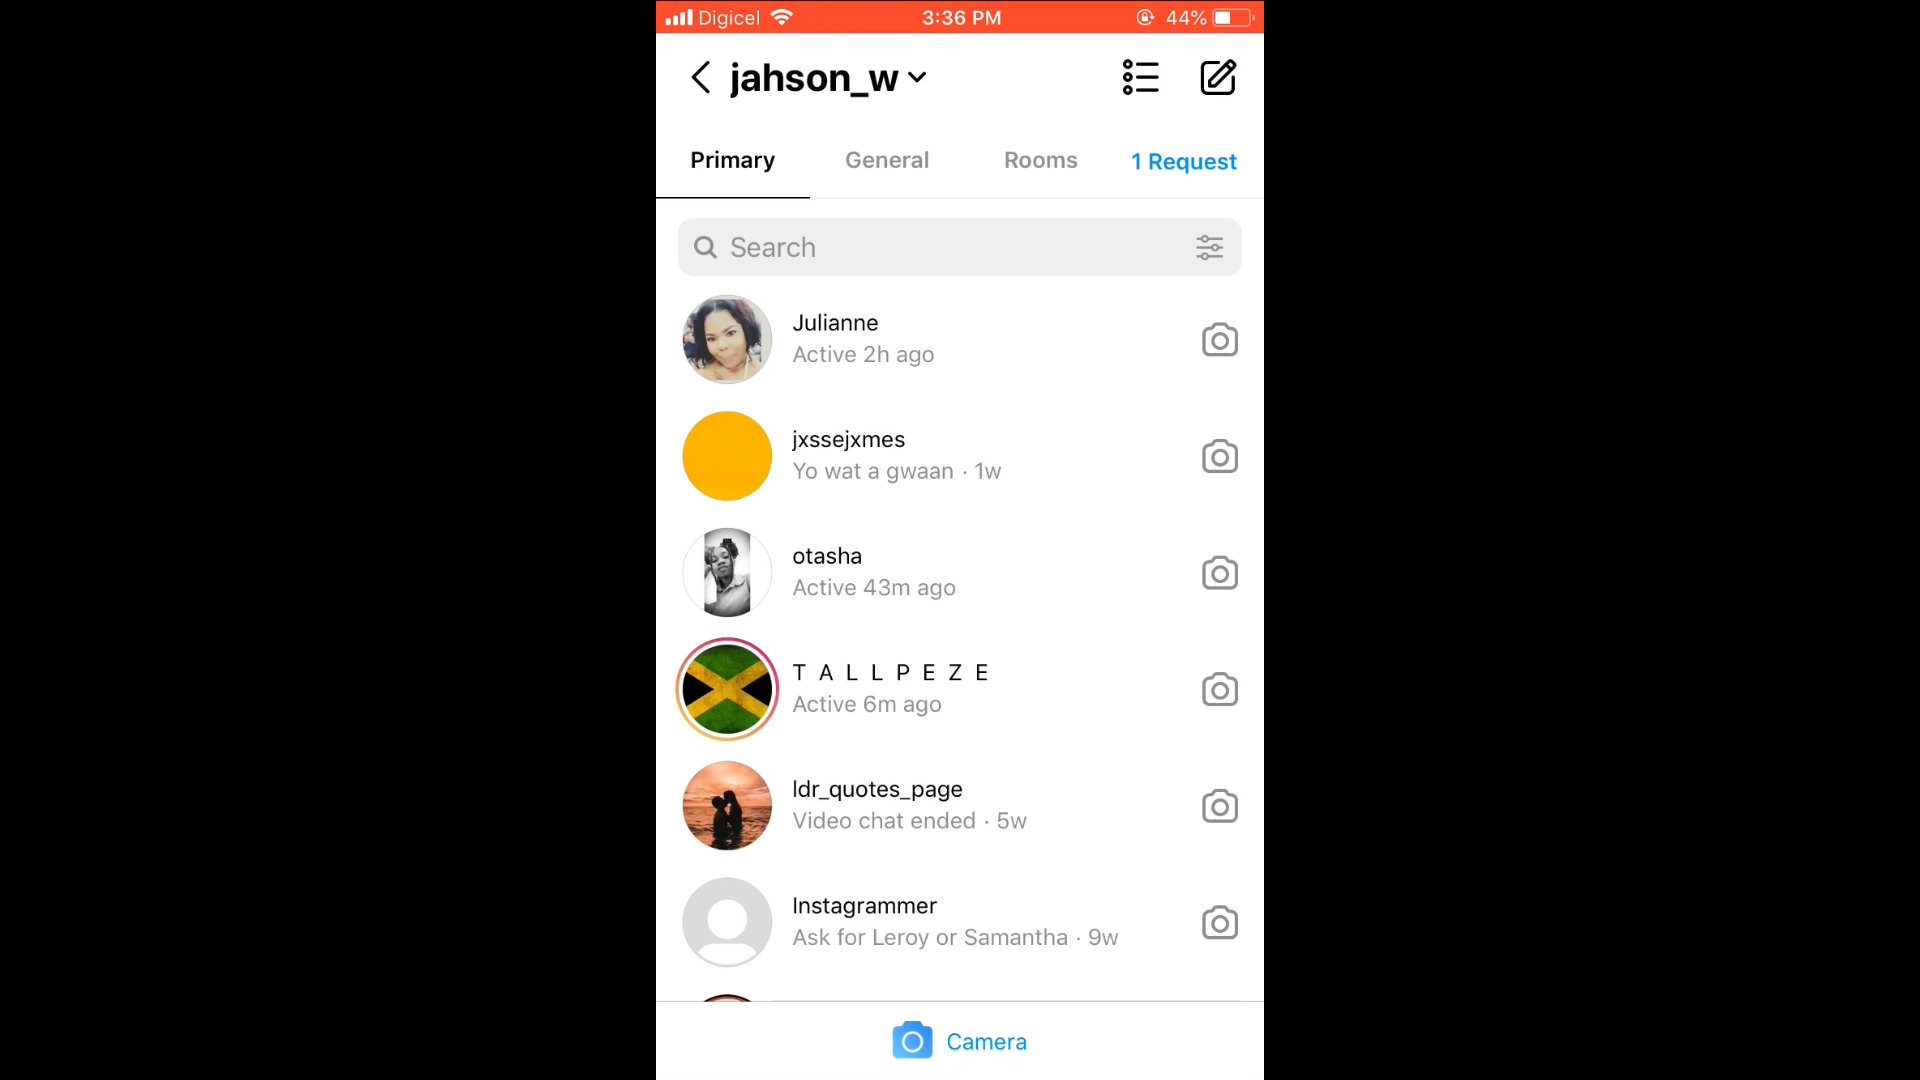 Digicel 3:36 PM 44%
jahson_w
Primary General Rooms 1 Request
Search
Julianne
Active 2h ago
jxssejxmes
Yo wat a gwaan · 1w
otasha
Active 43m ago
T A L L P E Z E
Active 6m ago
ldr_quotes_page
Video chat ended · 5w
Instagrammer
Ask for Leroy or Samantha · 9w
Camera